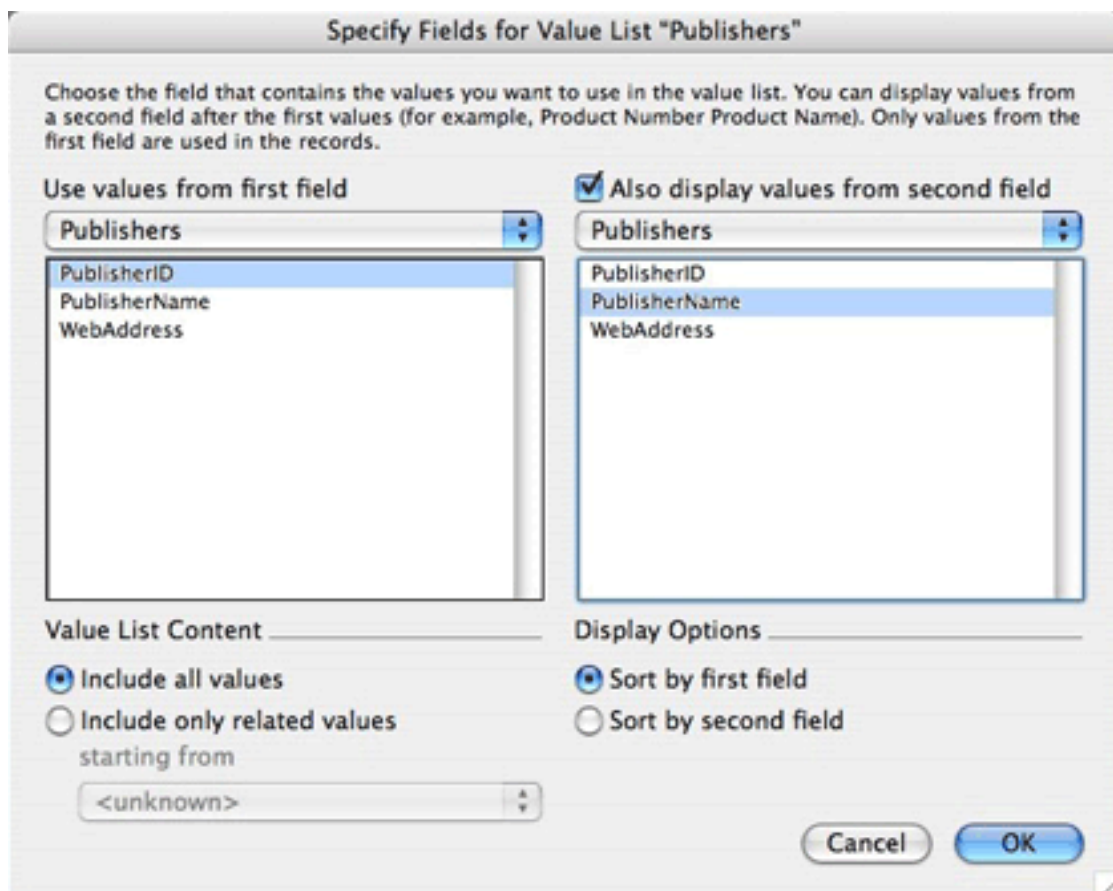 Specify Fields for Value List "Publishers"
Choose the field that contains the values you want to use in the value list. You can display values from
a second field after the first values (for example, Product Number Product Name). Only values from the
first field are used in the records.
Use values from first field
Publishers
PublisherID
PublisherName
WebAddress
Also display values from second field
Publishers
PublisherID
PublisherName
WebAddress
Value List Content
Include all values
Include only related values
starting from
<unknown>
Display Options
Sort by first field
Sort by second field
Cancel
OK